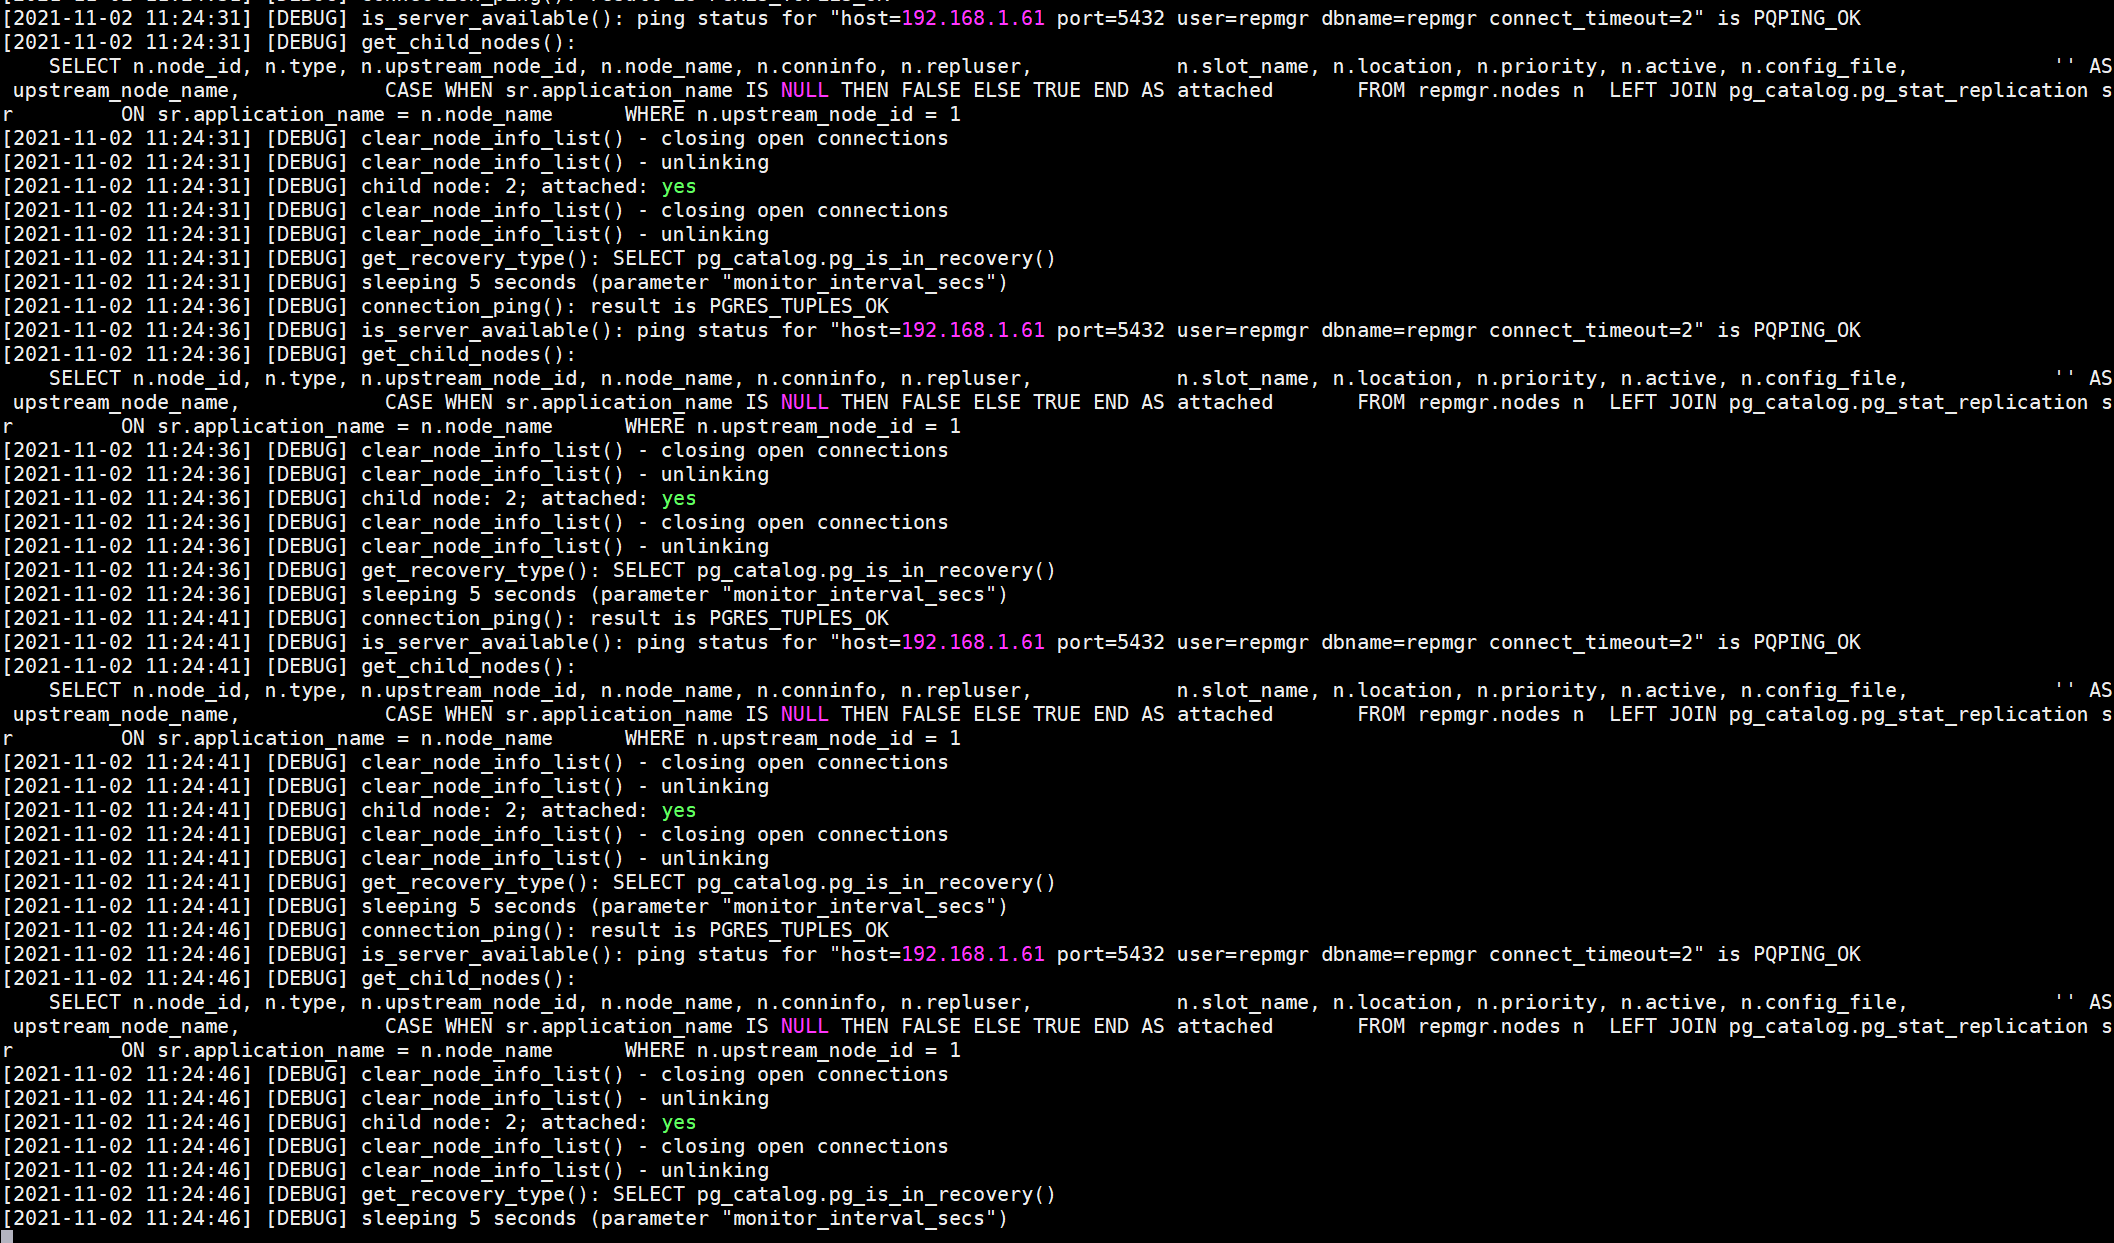 [2021-11-02 11:24:31] [DEBUG] is_server_available(): ping status for "host=192.168.1.61 port=5432 user=repmgr dbname=repmgr connect_timeout=2" is PQPING_OK
[2021-11-02 11:24:31] [DEBUG] get_child_nodes():
    SELECT n.node_id, n.type, n.upstream_node_id, n.node_name, n.conninfo, n.repluser,            n.slot_name, n.location, n.priority, n.active, n.config_file,            '' AS
 upstream_node_name,            CASE WHEN sr.application_name IS NULL THEN FALSE ELSE TRUE END AS attached       FROM repmgr.nodes n  LEFT JOIN pg_catalog.pg_stat_replication s
r         ON sr.application_name = n.node_name      WHERE n.upstream_node_id = 1
[2021-11-02 11:24:31] [DEBUG] clear_node_info_list() - closing open connections
[2021-11-02 11:24:31] [DEBUG] clear_node_info_list() - unlinking
[2021-11-02 11:24:31] [DEBUG] child node: 2; attached: yes
[2021-11-02 11:24:31] [DEBUG] clear_node_info_list() - closing open connections
[2021-11-02 11:24:31] [DEBUG] clear_node_info_list() - unlinking
[2021-11-02 11:24:31] [DEBUG] get_recovery_type(): SELECT pg_catalog.pg_is_in_recovery()
[2021-11-02 11:24:31] [DEBUG] sleeping 5 seconds (parameter "monitor_interval_secs")
[2021-11-02 11:24:36] [DEBUG] connection_ping(): result is PGRES_TUPLES_OK
[2021-11-02 11:24:36] [DEBUG] is_server_available(): ping status for "host=192.168.1.61 port=5432 user=repmgr dbname=repmgr connect_timeout=2" is PQPING_OK
[2021-11-02 11:24:36] [DEBUG] get_child_nodes():
    SELECT n.node_id, n.type, n.upstream_node_id, n.node_name, n.conninfo, n.repluser,            n.slot_name, n.location, n.priority, n.active, n.config_file,            '' AS
 upstream_node_name,            CASE WHEN sr.application_name IS NULL THEN FALSE ELSE TRUE END AS attached       FROM repmgr.nodes n  LEFT JOIN pg_catalog.pg_stat_replication s
r         ON sr.application_name = n.node_name      WHERE n.upstream_node_id = 1
[2021-11-02 11:24:36] [DEBUG] clear_node_info_list() - closing open connections
[2021-11-02 11:24:36] [DEBUG] clear_node_info_list() - unlinking
[2021-11-02 11:24:36] [DEBUG] child node: 2; attached: yes
[2021-11-02 11:24:36] [DEBUG] clear_node_info_list() - closing open connections
[2021-11-02 11:24:36] [DEBUG] clear_node_info_list() - unlinking
[2021-11-02 11:24:36] [DEBUG] get_recovery_type(): SELECT pg_catalog.pg_is_in_recovery()
[2021-11-02 11:24:36] [DEBUG] sleeping 5 seconds (parameter "monitor_interval_secs")
[2021-11-02 11:24:41] [DEBUG] connection_ping(): result is PGRES_TUPLES_OK
[2021-11-02 11:24:41] [DEBUG] is_server_available(): ping status for "host=192.168.1.61 port=5432 user=repmgr dbname=repmgr connect_timeout=2" is PQPING_OK
[2021-11-02 11:24:41] [DEBUG] get_child_nodes():
    SELECT n.node_id, n.type, n.upstream_node_id, n.node_name, n.conninfo, n.repluser,            n.slot_name, n.location, n.priority, n.active, n.config_file,            '' AS
 upstream_node_name,            CASE WHEN sr.application_name IS NULL THEN FALSE ELSE TRUE END AS attached       FROM repmgr.nodes n  LEFT JOIN pg_catalog.pg_stat_replication s
r         ON sr.application_name = n.node_name      WHERE n.upstream_node_id = 1
[2021-11-02 11:24:41] [DEBUG] clear_node_info_list() - closing open connections
[2021-11-02 11:24:41] [DEBUG] clear_node_info_list() - unlinking
[2021-11-02 11:24:41] [DEBUG] child node: 2; attached: yes
[2021-11-02 11:24:41] [DEBUG] clear_node_info_list() - closing open connections
[2021-11-02 11:24:41] [DEBUG] clear_node_info_list() - unlinking
[2021-11-02 11:24:41] [DEBUG] get_recovery_type(): SELECT pg_catalog.pg_is_in_recovery()
[2021-11-02 11:24:41] [DEBUG] sleeping 5 seconds (parameter "monitor_interval_secs")
[2021-11-02 11:24:46] [DEBUG] connection_ping(): result is PGRES_TUPLES_OK
[2021-11-02 11:24:46] [DEBUG] is_server_available(): ping status for "host=192.168.1.61 port=5432 user=repmgr dbname=repmgr connect_timeout=2" is PQPING_OK
[2021-11-02 11:24:46] [DEBUG] get_child_nodes():
    SELECT n.node_id, n.type, n.upstream_node_id, n.node_name, n.conninfo, n.repluser,            n.slot_name, n.location, n.priority, n.active, n.config_file,            '' AS
 upstream_node_name,            CASE WHEN sr.application_name IS NULL THEN FALSE ELSE TRUE END AS attached       FROM repmgr.nodes n  LEFT JOIN pg_catalog.pg_stat_replication s
r         ON sr.application_name = n.node_name      WHERE n.upstream_node_id = 1
[2021-11-02 11:24:46] [DEBUG] clear_node_info_list() - closing open connections
[2021-11-02 11:24:46] [DEBUG] clear_node_info_list() - unlinking
[2021-11-02 11:24:46] [DEBUG] child node: 2; attached: yes
[2021-11-02 11:24:46] [DEBUG] clear_node_info_list() - closing open connections
[2021-11-02 11:24:46] [DEBUG] clear_node_info_list() - unlinking
[2021-11-02 11:24:46] [DEBUG] get_recovery_type(): SELECT pg_catalog.pg_is_in_recovery()
[2021-11-02 11:24:46] [DEBUG] sleeping 5 seconds (parameter "monitor_interval_secs")